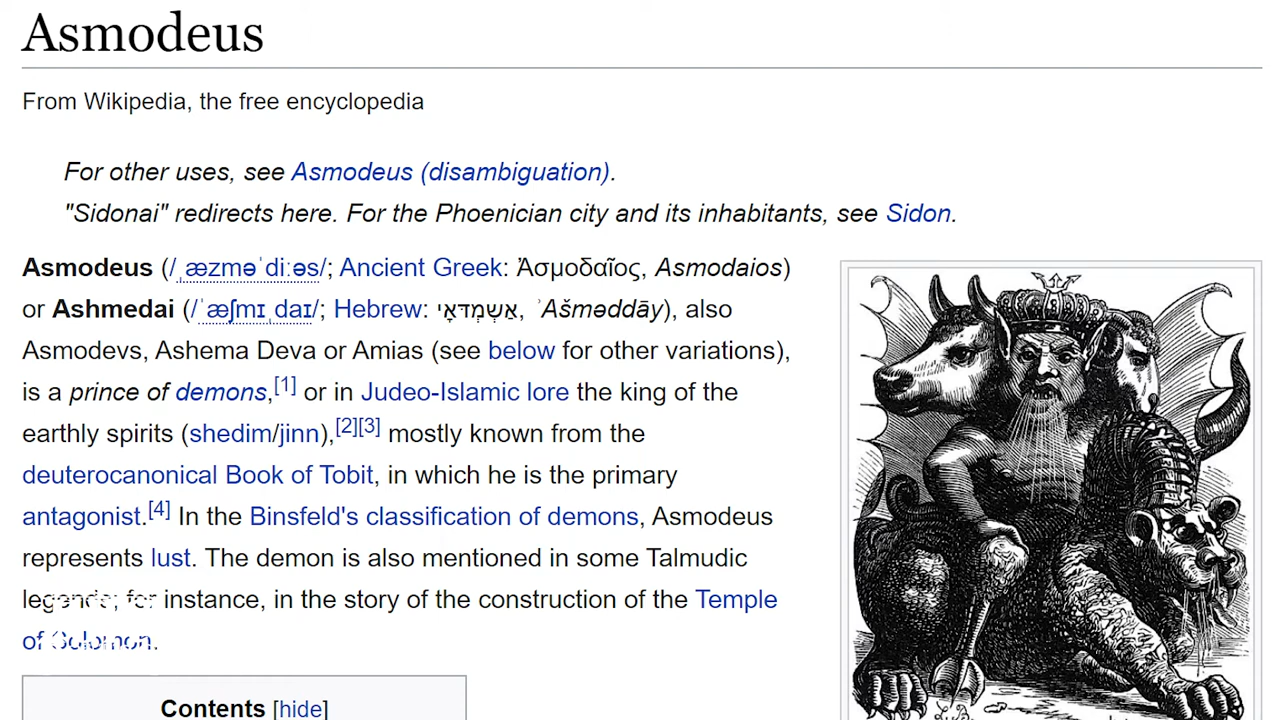 Asmodeus
From Wikipedia, the free encyclopedia
For other uses, see Asmodeus (disambiguation).
"Sidonai" redirects here. For the Phoenician city and its inhabitants, see Sidon.
Asmodeus (/ˌæzməˈdiːəs/; Ancient Greek: Ἀσμοδαῖος, Asmodaios)
or Ashmedai (/ˈæʃmɪˌdaɪ/; Hebrew: אַשְמְדּאָי, ʾAšməddāy), also
Asmodevs, Ashema Deva or Amias (see below for other variations),
is a prince of demons,[1] or in Judeo-Islamic lore the king of the
earthly spirits (shedim/jinn),[2][3] mostly known from the
deuterocanonical Book of Tobit, in which he is the primary
antagonist.[4] In the Binsfeld's classification of demons, Asmodeus
represents lust. The demon is also mentioned in some Talmudic
legends, for instance, in the story of the construction of the Temple
of Solomon.
Contents [hide]